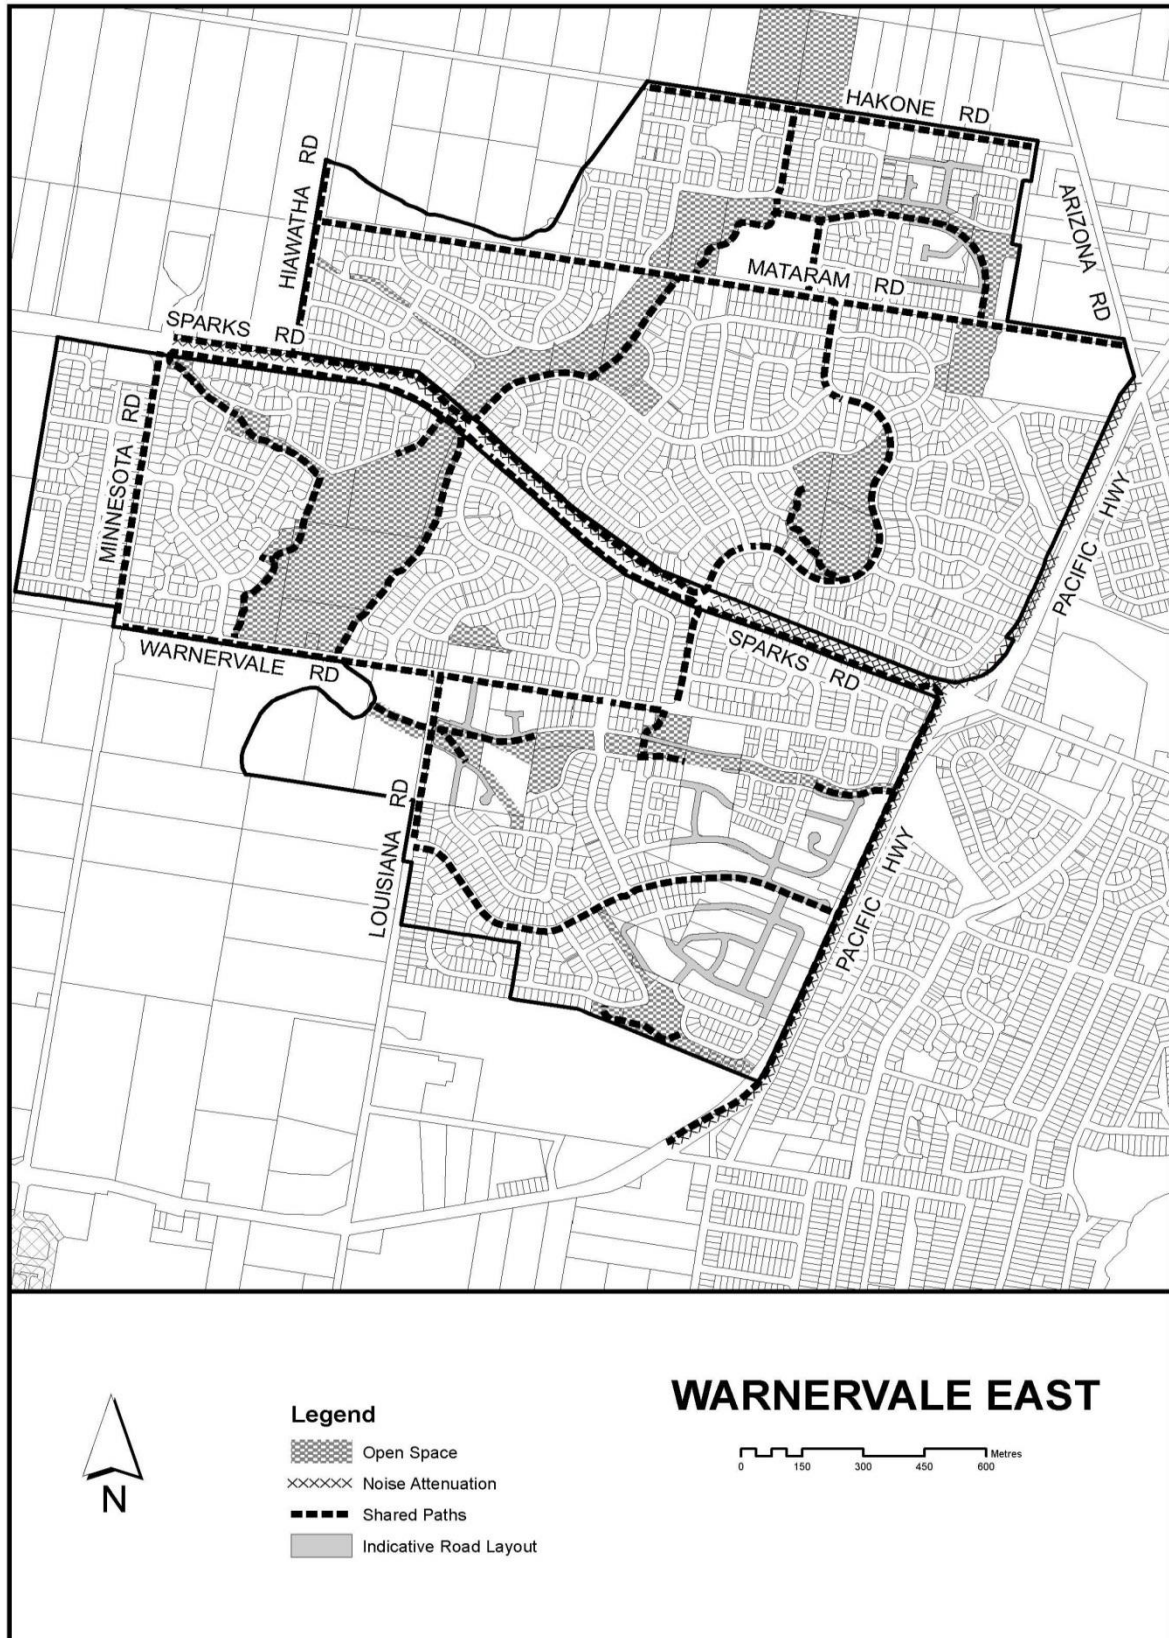 HAKONE RD
HIAWATHA RD
ARIZONA RD
MATARAM RD
SPARKS RD
MINNESOTA RD
PACIFIC HWY
WARNERVALE RD
SPARKS RD
LOUISIANA RD
PACIFIC HWY
WARNERVALE EAST
N
Legend
Open Space
Noise Attenuation
Shared Paths
Indicative Road Layout
0 150 300 450 600 Metres